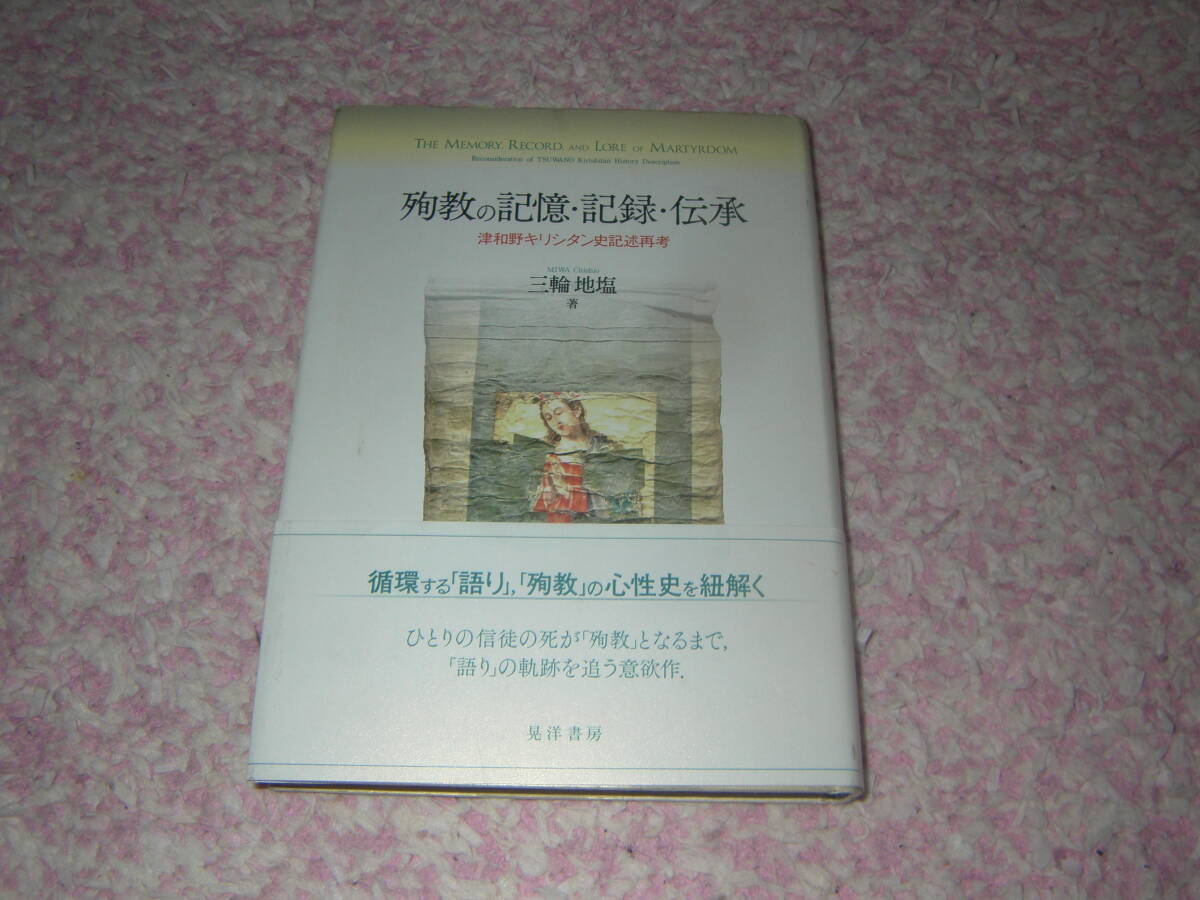 THE MEMORY, RECORD, AND LORE OF MARTYRDOM
Reconsideration of TSUWANO Kirishitan History Description
殉教の記憶・記録・伝承
津和野キリシタン史記述再考
MIWA Chishio
三輪 地塩
著
循環する「語り」,「殉教」の心性史を紐解く
ひとりの信徒の死が「殉教」となるまで,
「語り」の軌跡を追う意欲作.
晃洋書房